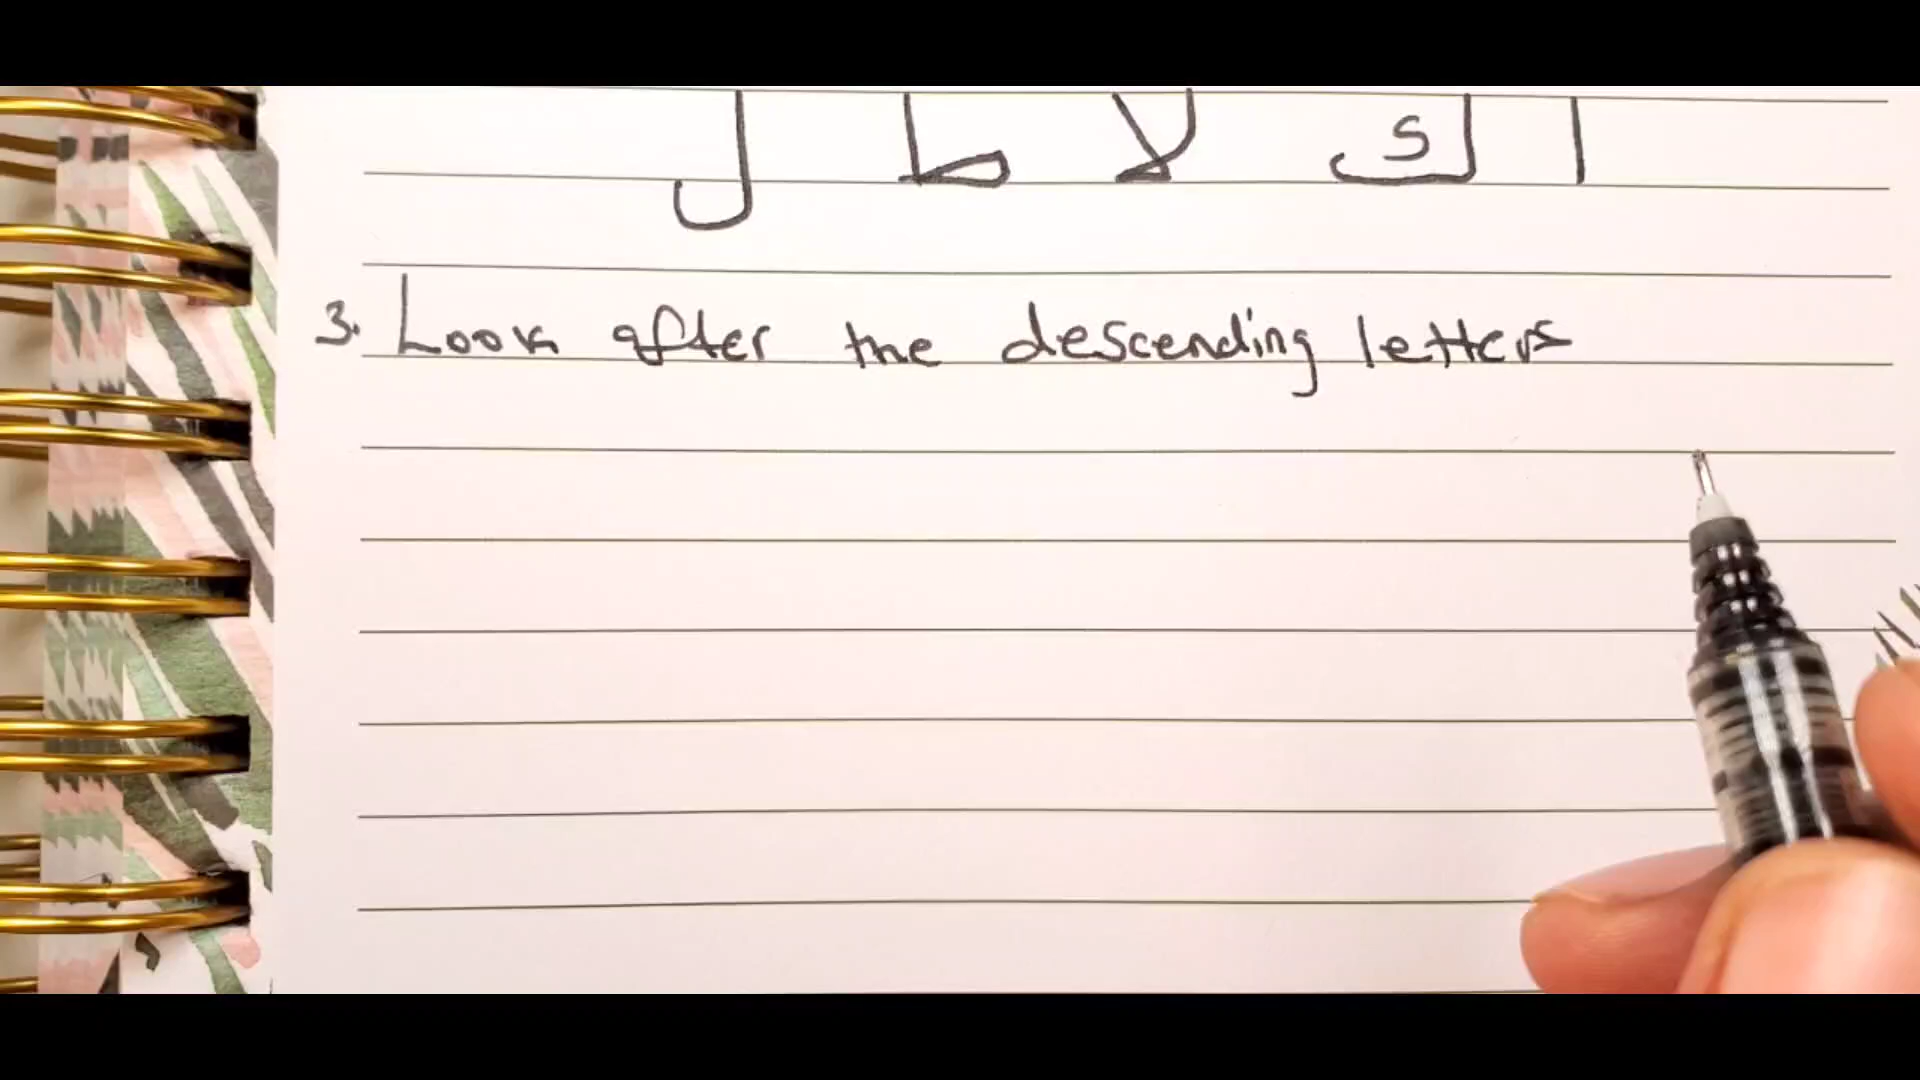 ا ك لا ط ل
3. Look after the descending letters